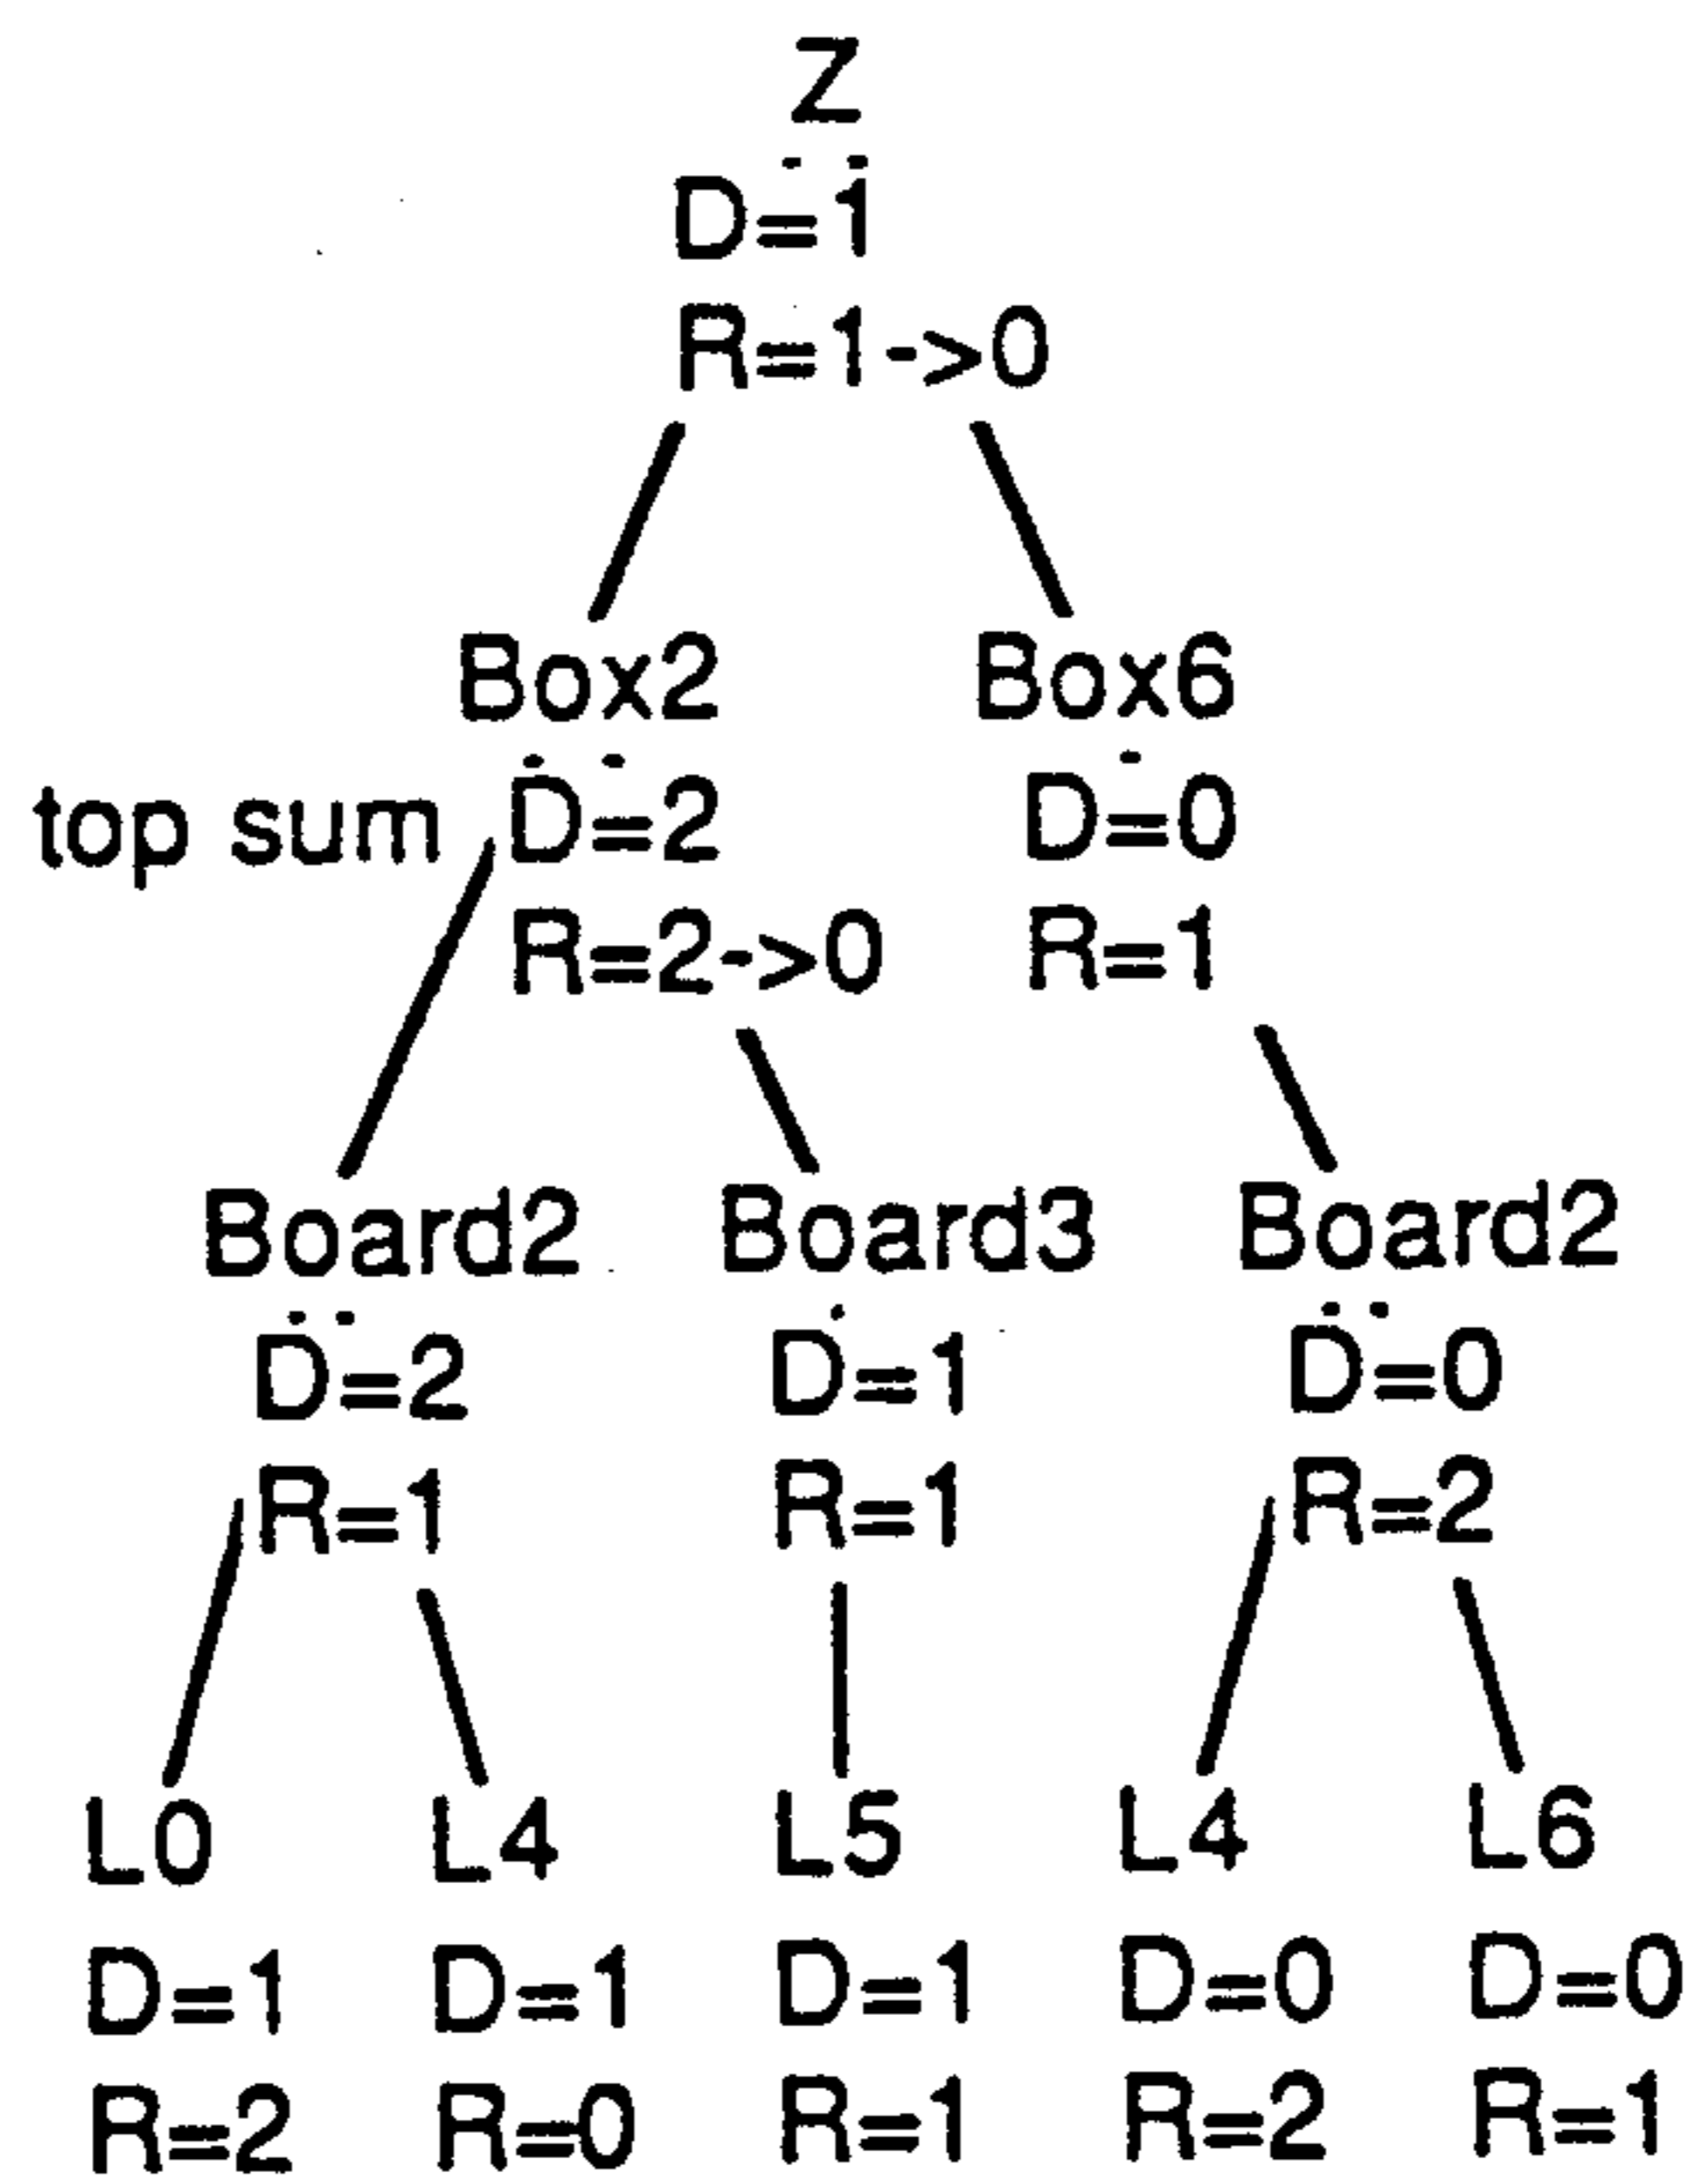 Z
D=1
R=1->0
Box2 Box6
top sum D=2 D=0
R=2->0 R=1
Board2 Board3 Board2
D=2 D=1 D=0
R=1 R=1 R=2
L0 L4 L5 L4 L6
D=1 D=1 D=1 D=0 D=0
R=2 R=0 R=1 R=2 R=1